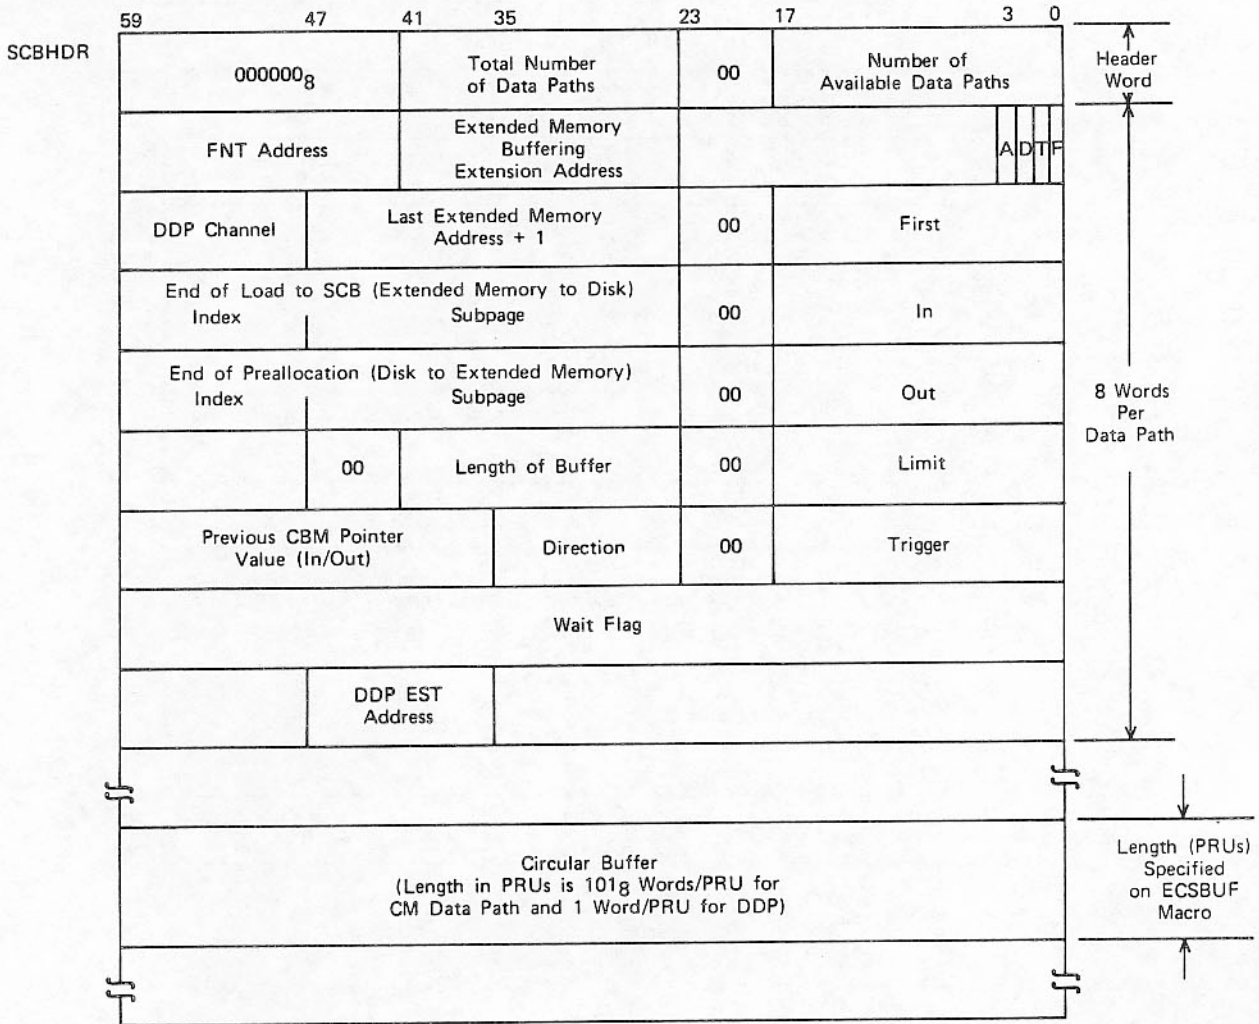 59 47 41 35 23 17 3 0
SCBHDR
000000₈
Total Number
of Data Paths
00
Number of
Available Data Paths
Header
Word
FNT Address
Extended Memory
Buffering
Extension Address
A D T F
DDP Channel
Last Extended Memory
Address + 1
00
First
End of Load to SCB (Extended Memory to Disk)
Index Subpage
00
In
End of Preallocation (Disk to Extended Memory)
Index Subpage
00
Out
8 Words
Per
Data Path
00
Length of Buffer
00
Limit
Previous CBM Pointer
Value (In/Out)
Direction
00
Trigger
Wait Flag
DDP EST
Address
Circular Buffer
(Length in PRUs is 101₈ Words/PRU for
CM Data Path and 1 Word/PRU for DDP)
Length (PRUs)
Specified
on ECSBUF
Macro